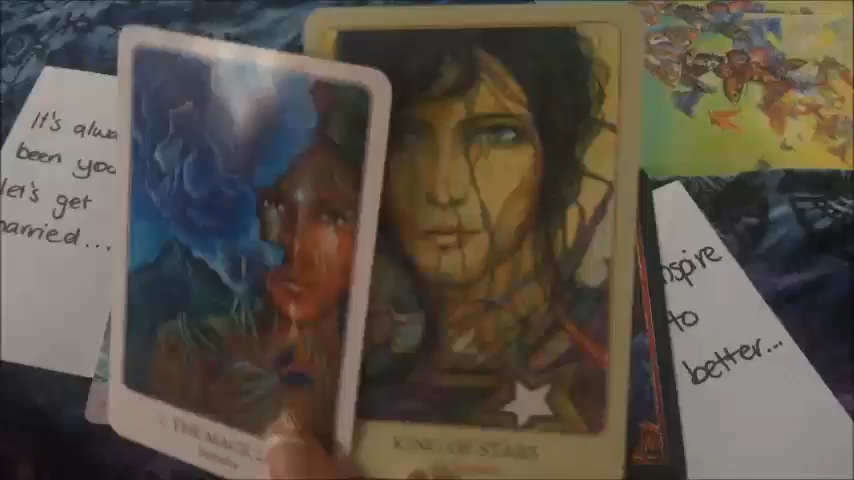 It's alwa
been you
let's get
married...
nspire
to
better...
I THE MAGIC
KING OF STARS